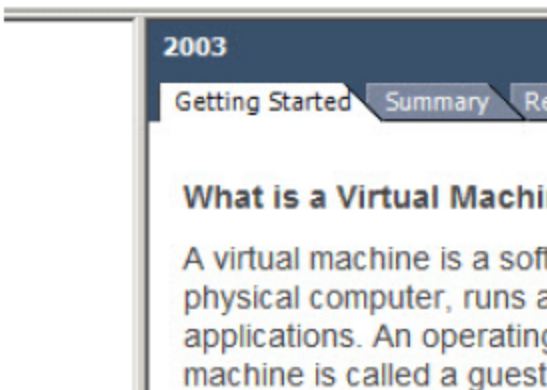 2003
Getting Started Summary Re
What is a Virtual Machi
A virtual machine is a soft
physical computer, runs a
applications. An operating
machine is called a guest